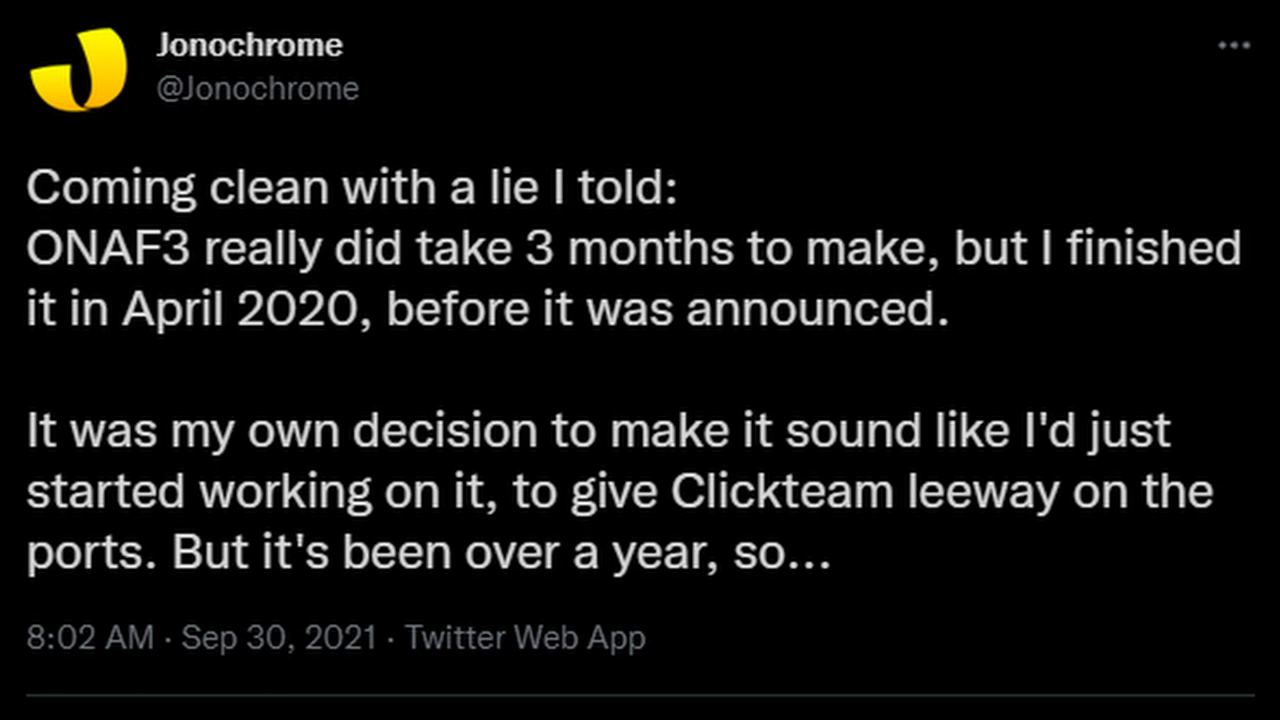 Jonochrome
@Jonochrome
Coming clean with a lie I told:
ONAF3 really did take 3 months to make, but I finished
it in April 2020, before it was announced.
It was my own decision to make it sound like I'd just
started working on it, to give Clickteam leeway on the
ports. But it's been over a year, so...
8:02 AM · Sep 30, 2021 · Twitter Web App